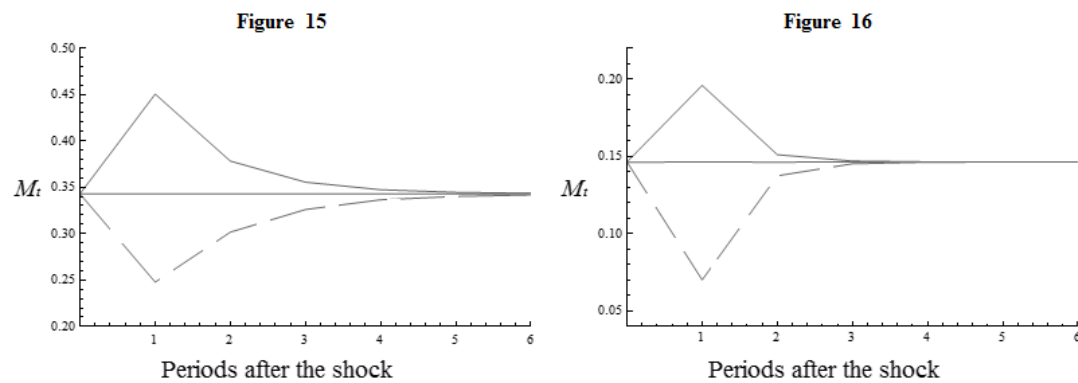 Figure 15
0.50
0.45
0.40
0.35
0.30
0.25
0.20
Mt
1 2 3 4 5 6
Periods after the shock
Figure 16
0.20
0.15
0.10
0.05
Mt
1 2 3 4 5 6
Periods after the shock